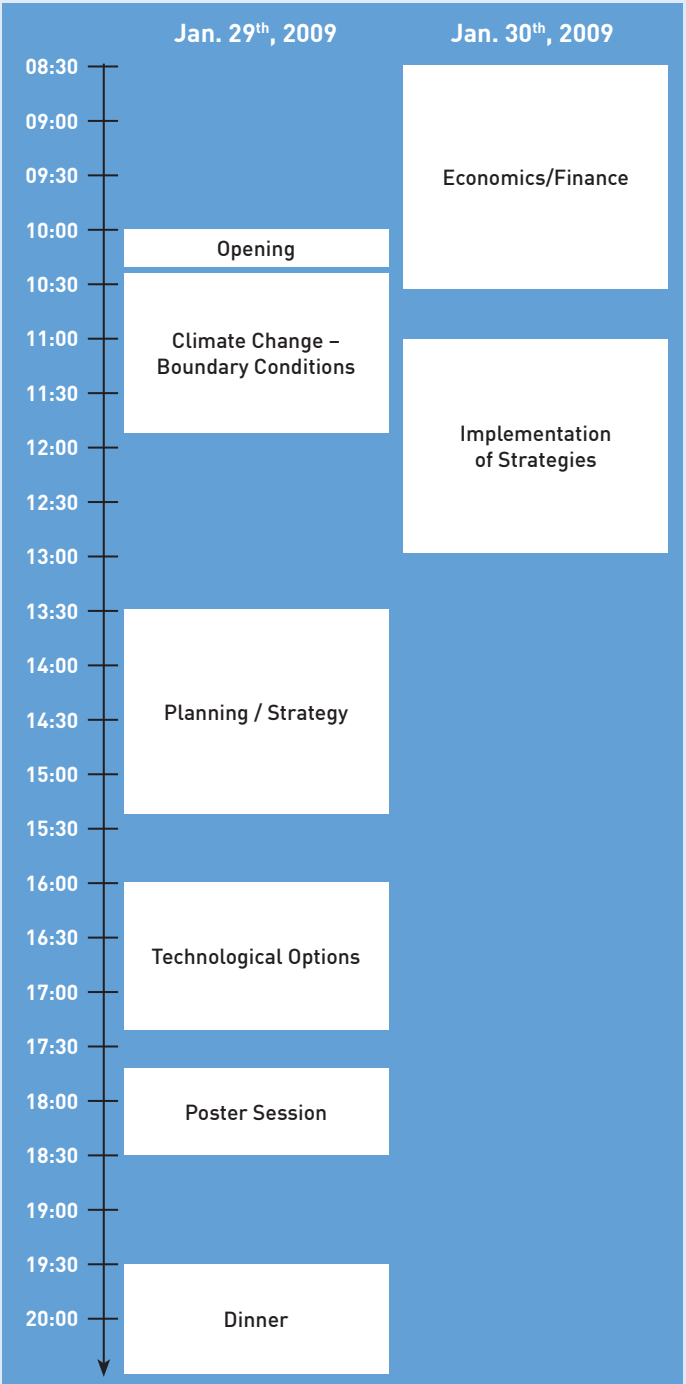 Jan. 29th, 2009
Jan. 30th, 2009
08:30
09:00
09:30
10:00
10:30
11:00
11:30
12:00
12:30
13:00
13:30
14:00
14:30
15:00
15:30
16:00
16:30
17:00
17:30
18:00
18:30
19:00
19:30
20:00
Opening
Climate Change –
Boundary Conditions
Planning / Strategy
Technological Options
Poster Session
Dinner
Economics/Finance
Implementation
of Strategies